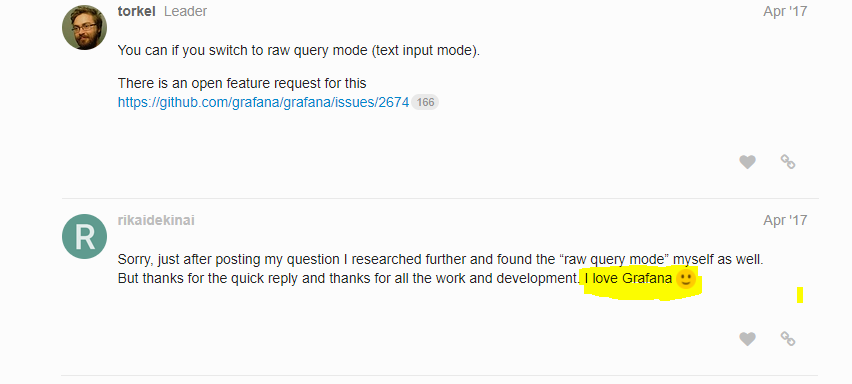 torkel Leader Apr '17
You can if you switch to raw query mode (text input mode).
There is an open feature request for this
https://github.com/grafana/grafana/issues/2674 166
R rikaidekinai Apr '17
Sorry, just after posting my question I researched further and found the “raw query mode” myself as well.
But thanks for the quick reply and thanks for all the work and development. I love Grafana 🙂